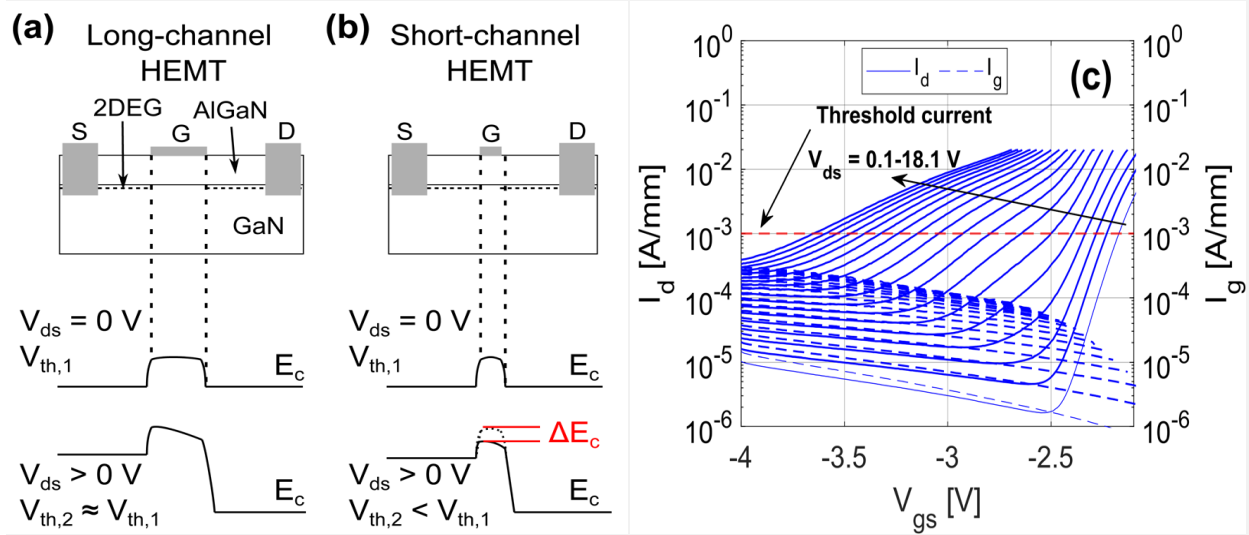 (a)
Long-channel
HEMT
2DEG
AlGaN
S
G
D
GaN
V_ds = 0 V
V_th,1
E_c
V_ds > 0 V
E_c
V_th,2 ≈ V_th,1
(b)
Short-channel
HEMT
S
G
D
V_ds = 0 V
V_th,1
E_c
ΔE_c
V_ds > 0 V
E_c
V_th,2 < V_th,1
(c)
I_d
I_g
Threshold current
V_ds = 0.1-18.1 V
10^0
10^-1
10^-2
10^-3
10^-4
10^-5
10^-6
I_d [A/mm]
10^0
10^-1
10^-2
10^-3
10^-4
10^-5
10^-6
I_g [A/mm]
-4
-3.5
-3
-2.5
V_gs [V]